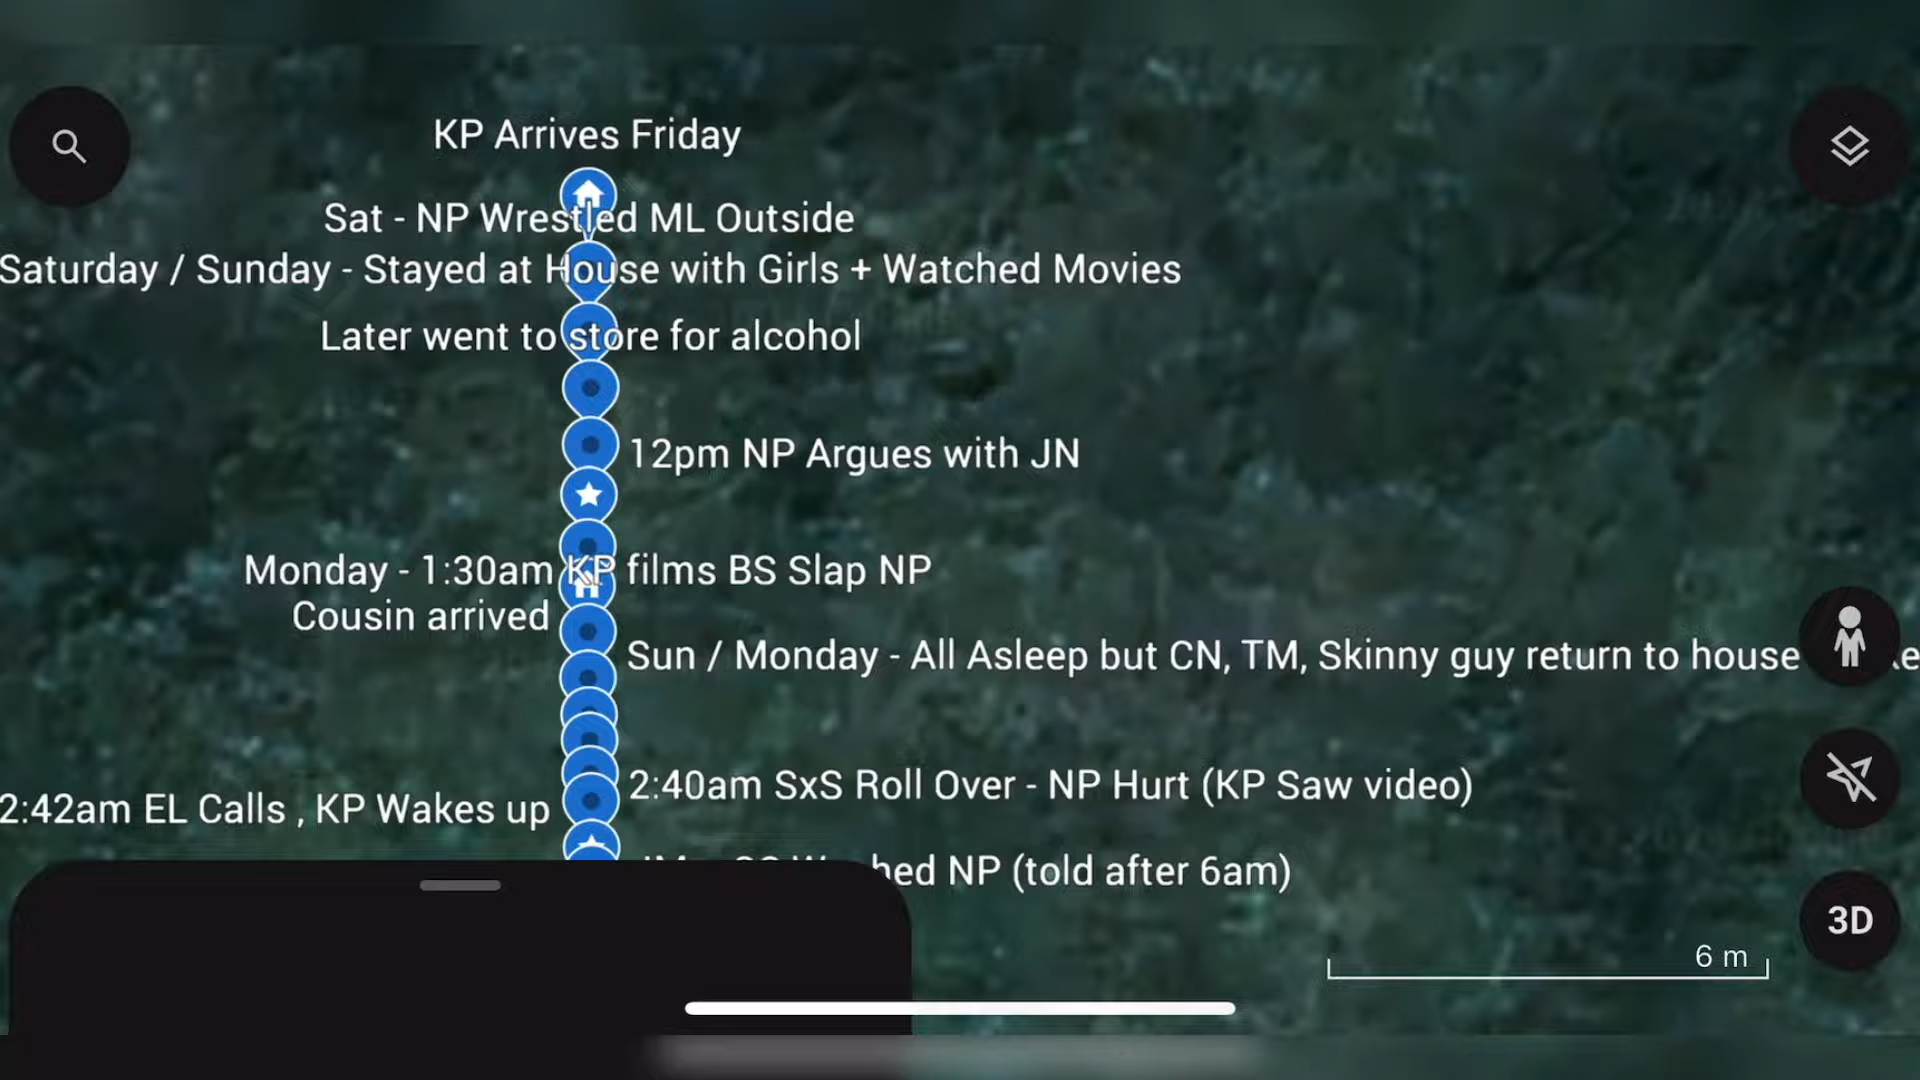 KP Arrives Friday
Sat - NP Wrestled ML Outside
Saturday / Sunday - Stayed at House with Girls + Watched Movies
Later went to store for alcohol
12pm NP Argues with JN
Monday - 1:30am KP films BS Slap NP
Cousin arrived
Sun / Monday - All Asleep but CN, TM, Skinny guy return to house
2:40am SxS Roll Over - NP Hurt (KP Saw video)
2:42am EL Calls , KP Wakes up
NP (told after 6am)
3D
6 m